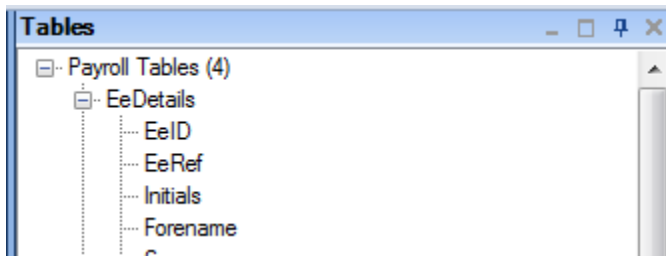 Tables
Payroll Tables (4)
EeDetails
EeID
EeRef
Initials
Forename